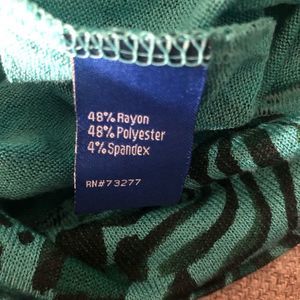 48% Rayon
48% Polyester
4% Spandex
RN#73277